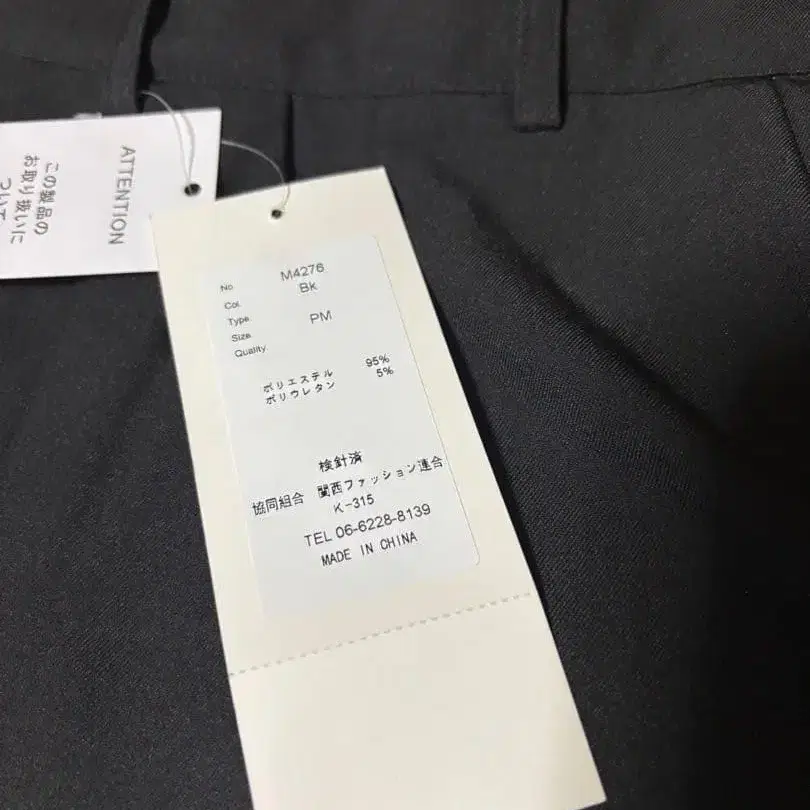 ATTENTION
この製品の
お取り扱いに
ついて
No. M4276
Col. Bk
Type.
Size. PM
Quality
ポリエステル 95%
ポリウレタン 5%
検針済
協同組合 関西ファッション連合
K-315
TEL 06-6228-8139
MADE IN CHINA